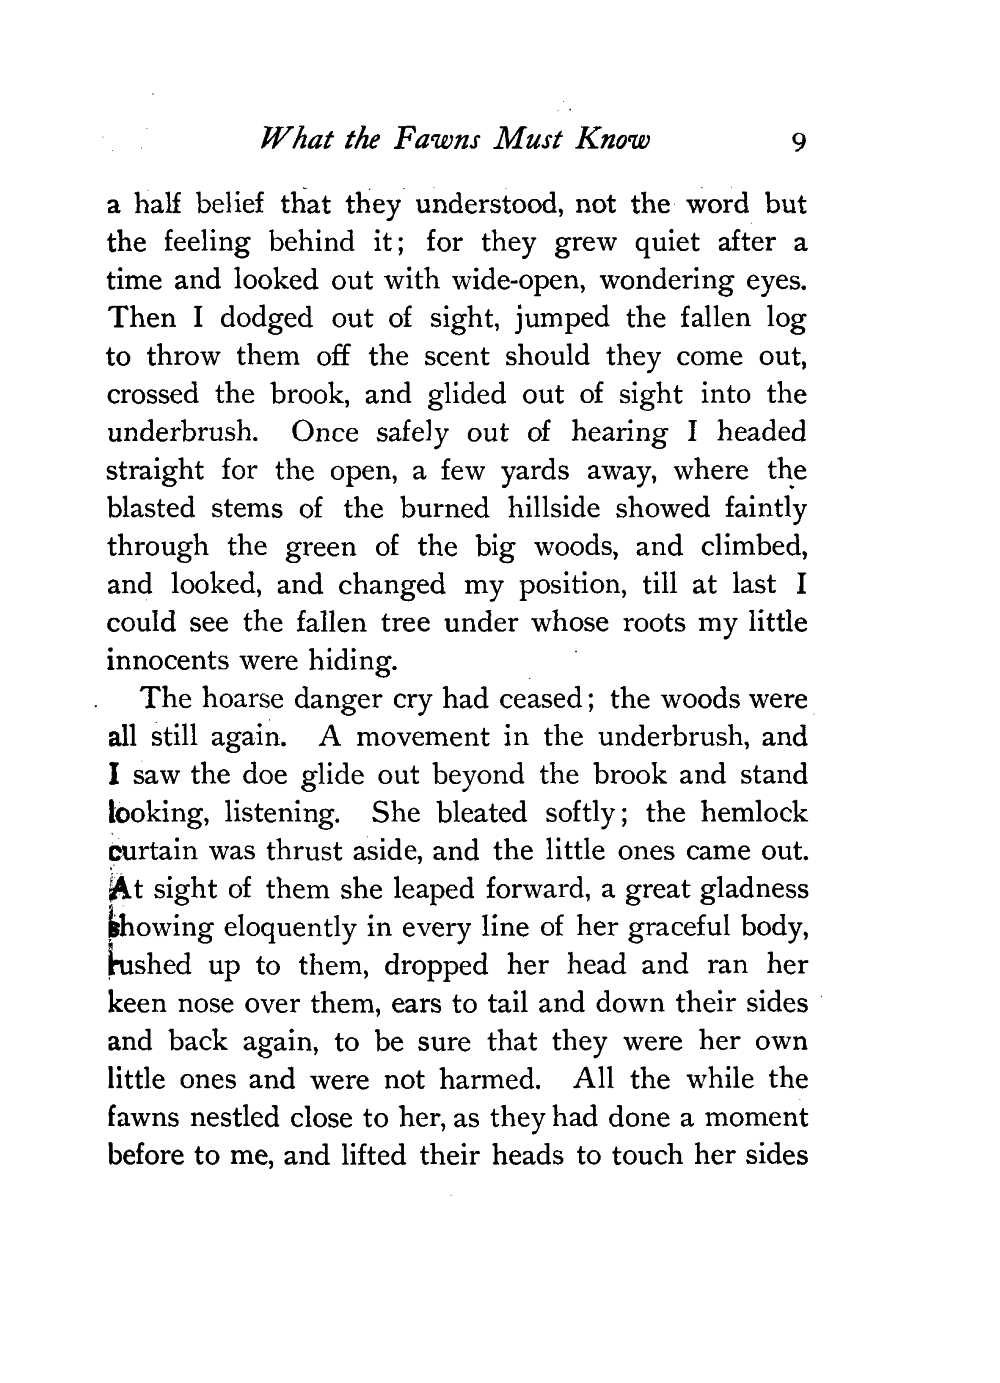 What the Fawns Must Know 9
a half belief that they understood, not the word but
the feeling behind it; for they grew quiet after a
time and looked out with wide-open, wondering eyes.
Then I dodged out of sight, jumped the fallen log
to throw them off the scent should they come out,
crossed the brook, and glided out of sight into the
underbrush. Once safely out of hearing I headed
straight for the open, a few yards away, where the
blasted stems of the burned hillside showed faintly
through the green of the big woods, and climbed,
and looked, and changed my position, till at last I
could see the fallen tree under whose roots my little
innocents were hiding.
The hoarse danger cry had ceased; the woods were
all still again. A movement in the underbrush, and
I saw the doe glide out beyond the brook and stand
looking, listening. She bleated softly; the hemlock
curtain was thrust aside, and the little ones came out.
At sight of them she leaped forward, a great gladness
showing eloquently in every line of her graceful body,
rushed up to them, dropped her head and ran her
keen nose over them, ears to tail and down their sides
and back again, to be sure that they were her own
little ones and were not harmed. All the while the
fawns nestled close to her, as they had done a moment
before to me, and lifted their heads to touch her sides